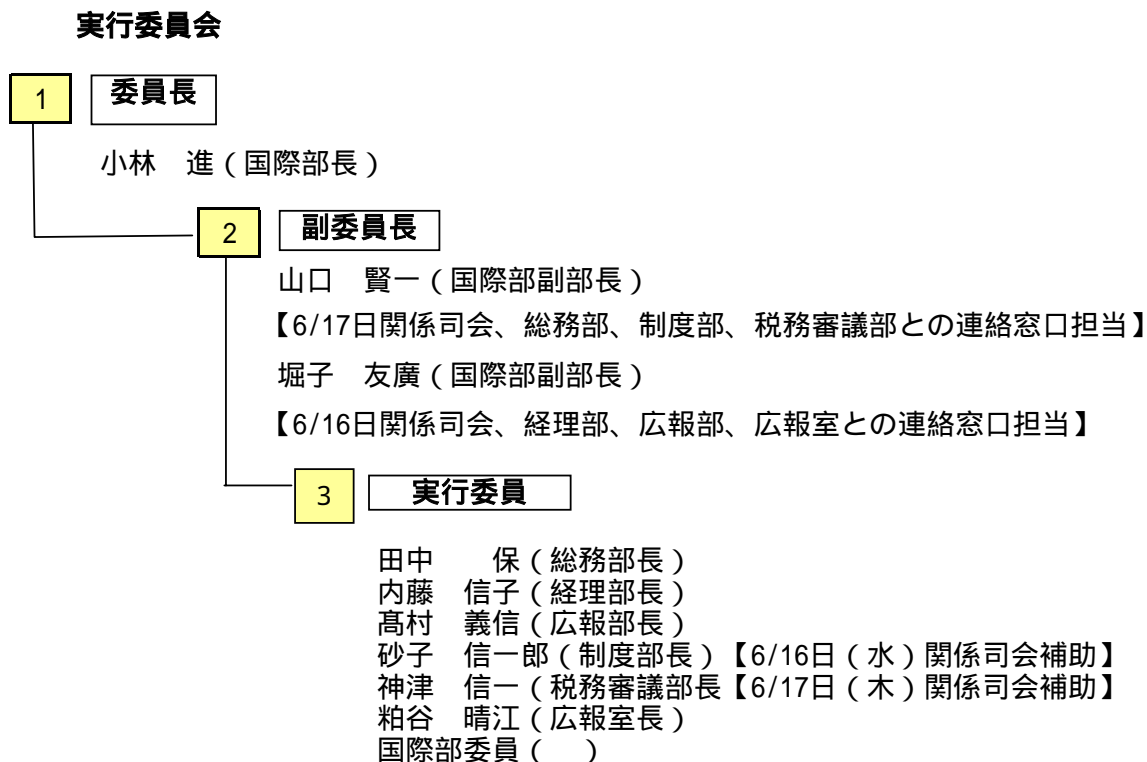 実行委員会
1 委員長
小林　進（国際部長）
2 副委員長
山口　賢一（国際部副部長）
【6/17日関係司会、総務部、制度部、税務審議部との連絡窓口担当】
堀子　友廣（国際部副部長）
【6/16日関係司会、経理部、広報部、広報室との連絡窓口担当】
3 実行委員
田中　　保（総務部長）
内藤　信子（経理部長）
髙村　義信（広報部長）
砂子　信一郎（制度部長）【6/16日（水）関係司会補助】
神津　信一（税務審議部長【6/17日（木）関係司会補助】
粕谷　晴江（広報室長）
国際部委員（　）